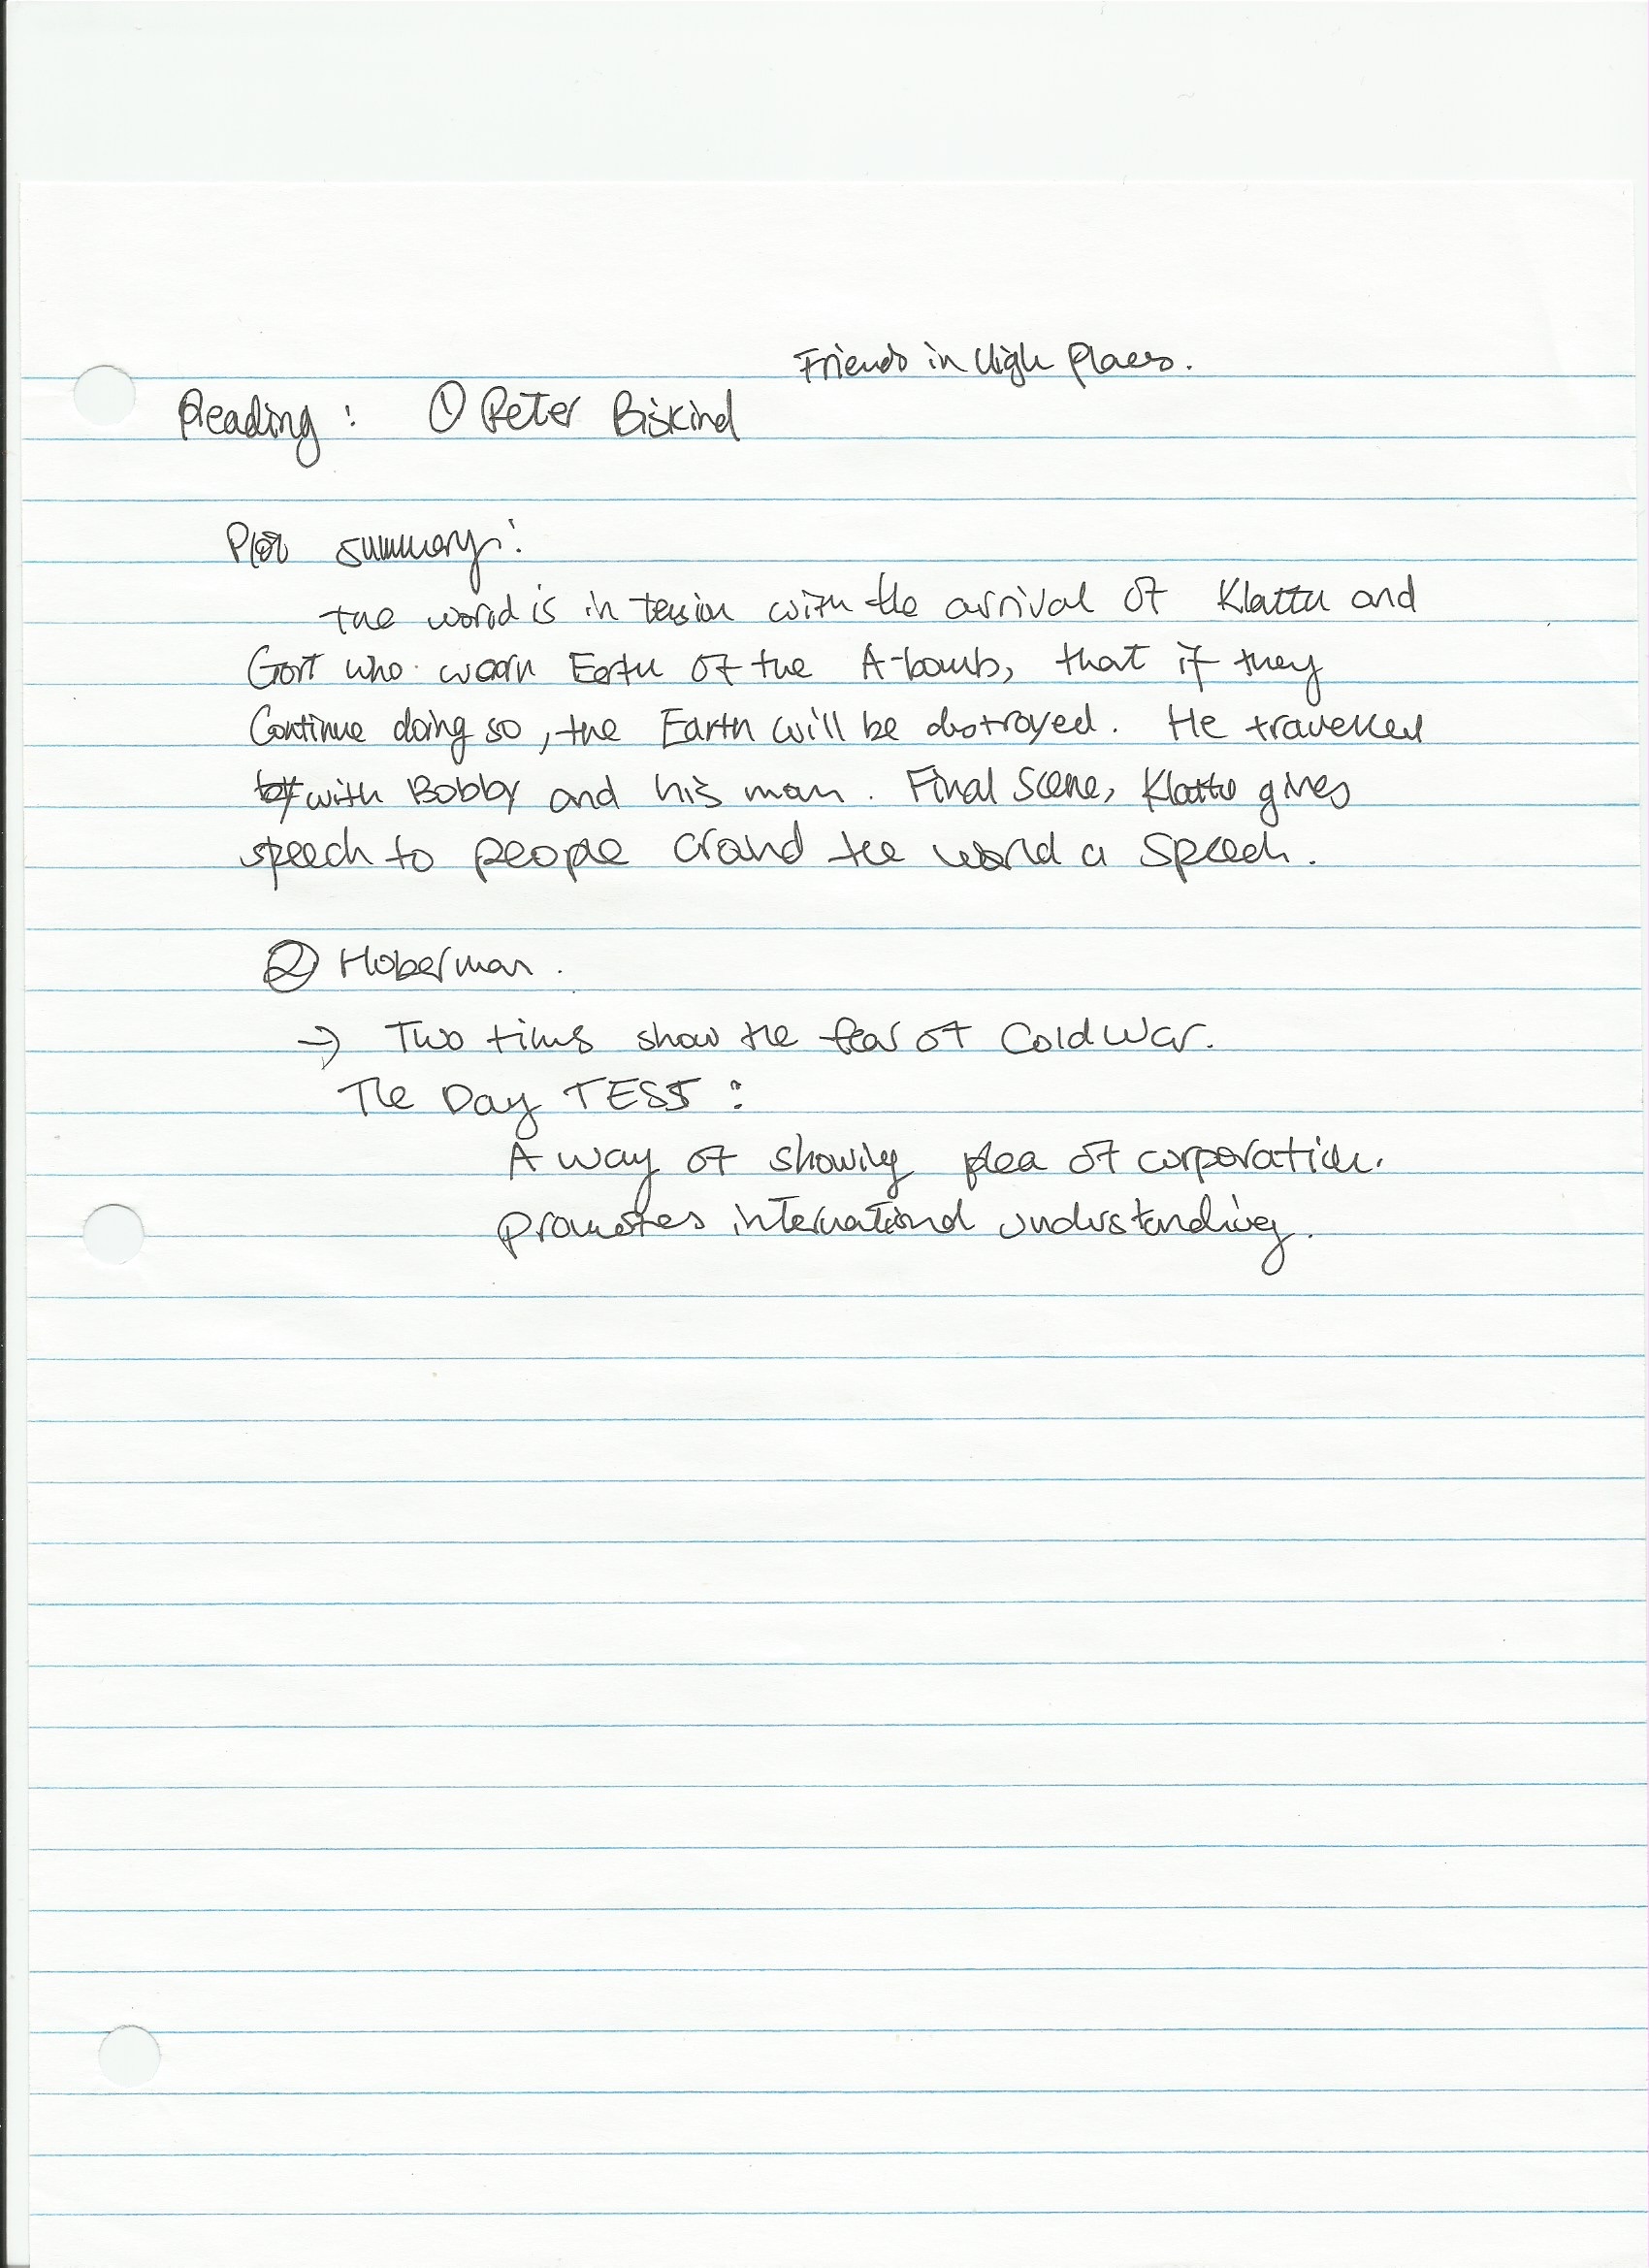 Friends in High Places.
Reading: ① Peter Biskind
Plot summary:
The world is in tension with the arrival of Klattu and
Gort who warn Earth of the A-bomb, that if they
Continue doing so, the Earth will be destroyed. He travelled
with Bobby and his mom. Final Scene, Klattu gives
speech to people around the world a speech.
② Hoberman.
→ Two films show the fear of Cold War.
The Day TESS:
A way of showing plea of corporation.
promotes international understanding.